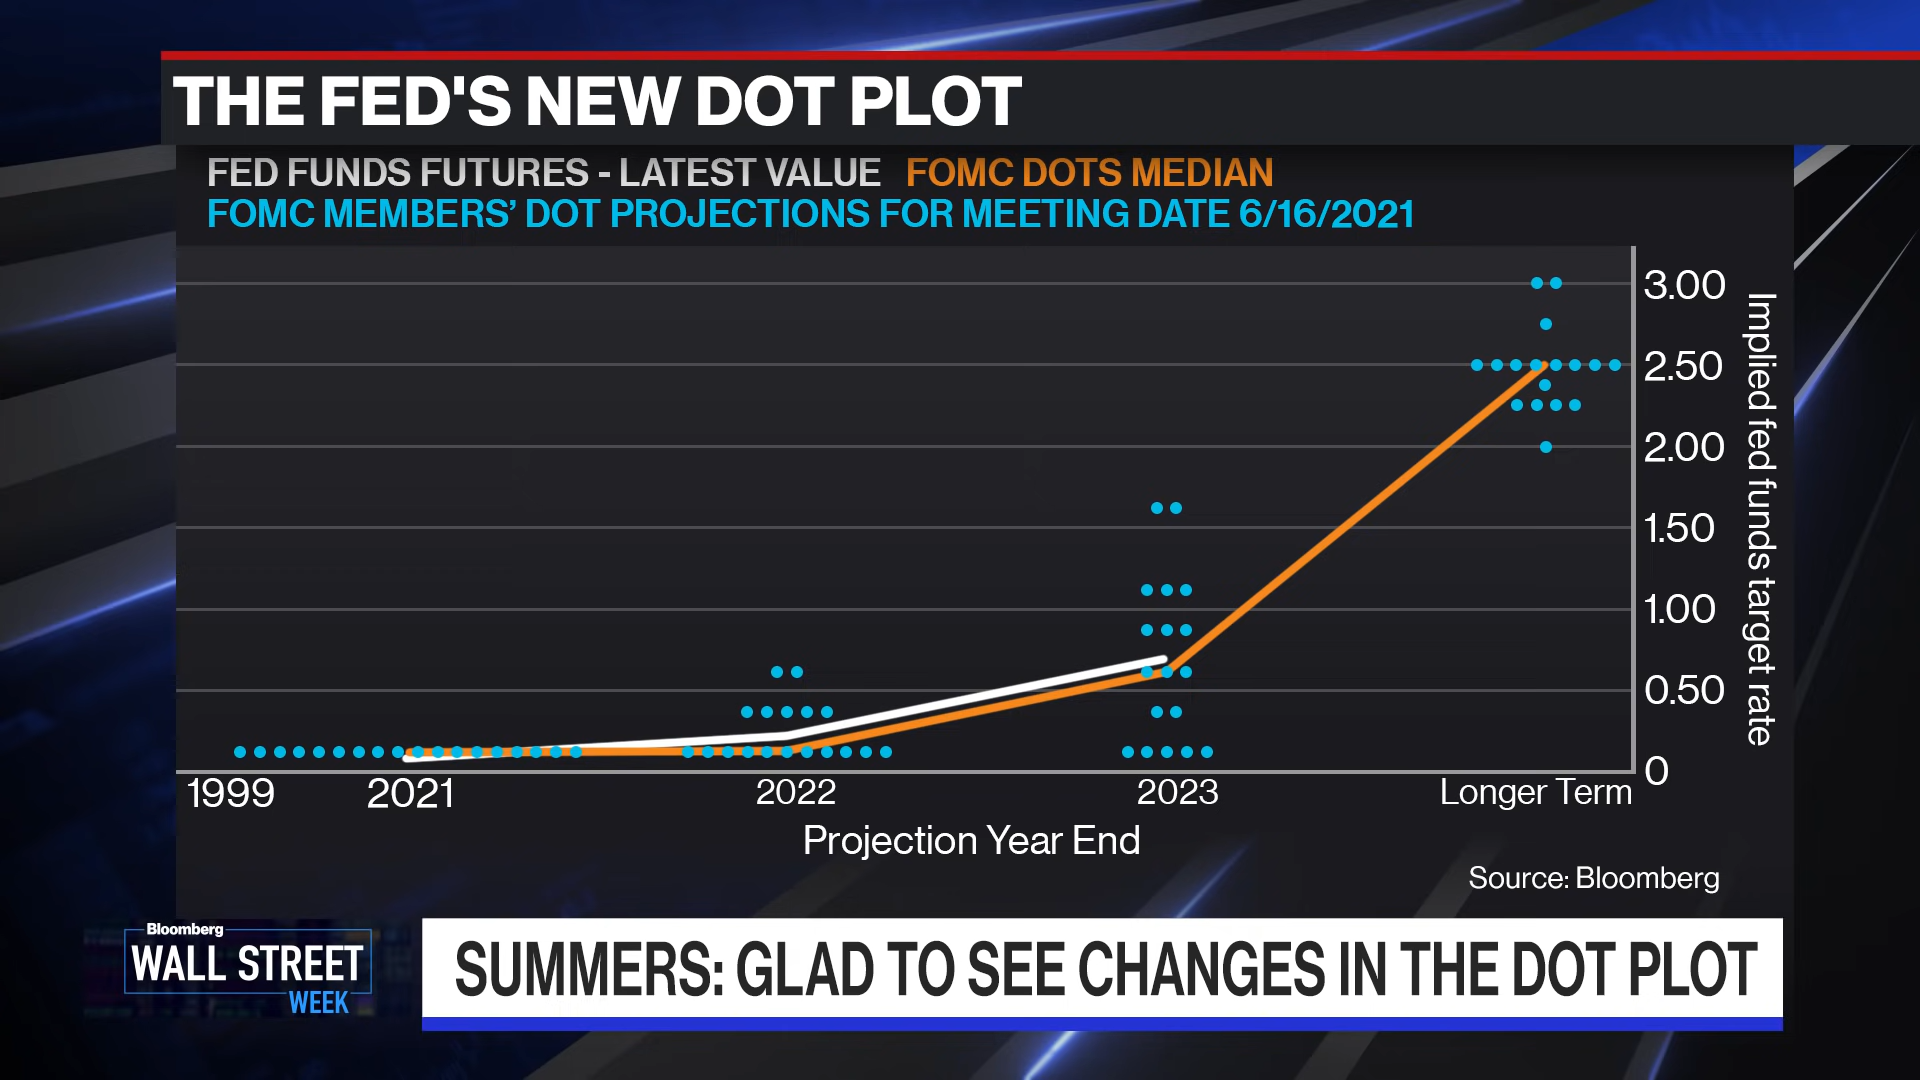 THE FED'S NEW DOT PLOT
FED FUNDS FUTURES - LATEST VALUE FOMC DOTS MEDIAN
FOMC MEMBERS’ DOT PROJECTIONS FOR MEETING DATE 6/16/2021
3.00
2.50
2.00
1.50
1.00
0.50
0
Implied fed funds target rate
1999 2021 2022 2023 Longer Term
Projection Year End
Source: Bloomberg
Bloomberg
WALL STREET
WEEK
SUMMERS: GLAD TO SEE CHANGES IN THE DOT PLOT